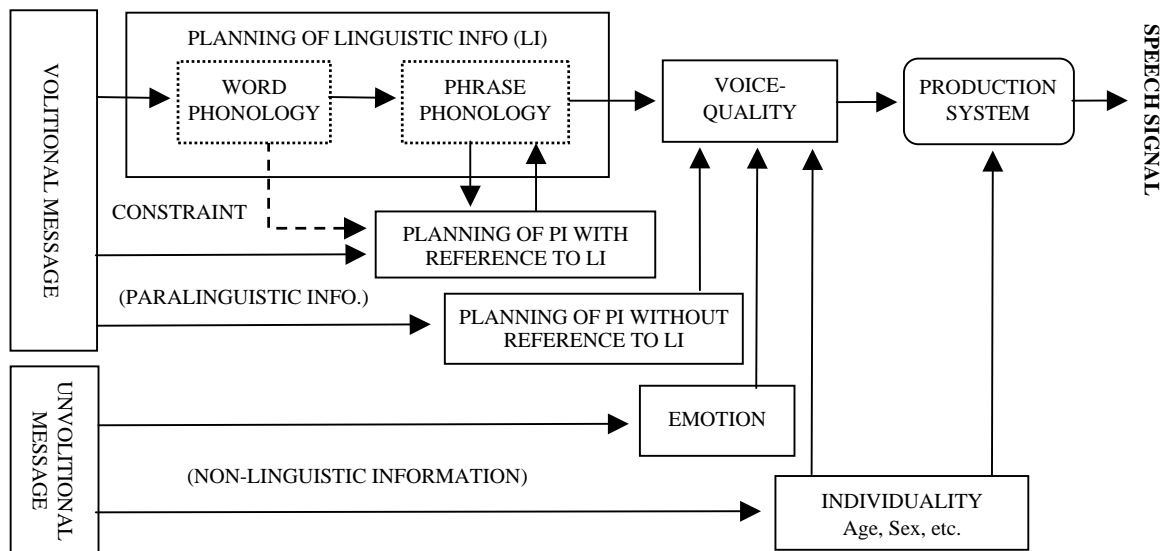 VOLITIONAL MESSAGE
PLANNING OF LINGUISTIC INFO (LI)
WORD
PHONOLOGY
PHRASE
PHONOLOGY
VOICE-
QUALITY
PRODUCTION
SYSTEM
SPEECH SIGNAL
CONSTRAINT
PLANNING OF PI WITH
REFERENCE TO LI
(PARALINGUISTIC INFO.)
PLANNING OF PI WITHOUT
REFERENCE TO LI
UNVOLITIONAL
MESSAGE
EMOTION
(NON-LINGUISTIC INFORMATION)
INDIVIDUALITY
Age, Sex, etc.